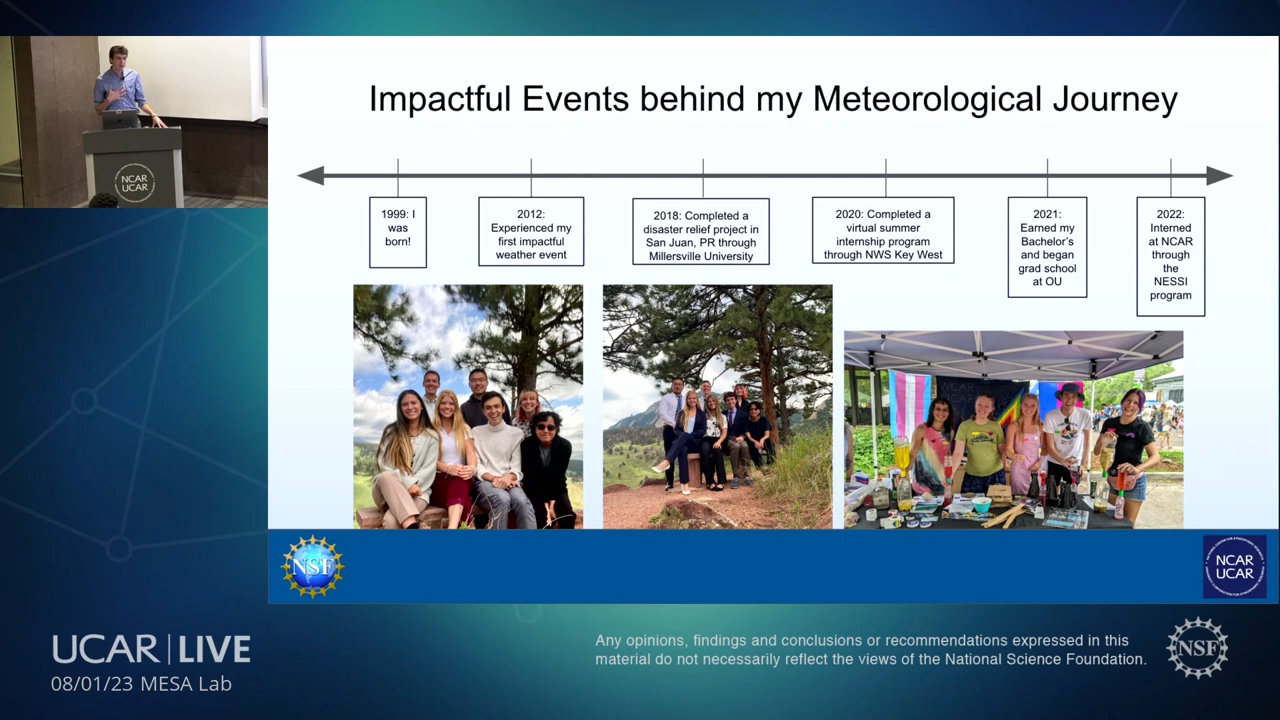 Impactful Events behind my Meteorological Journey
1999: I
was
born!
2012:
Experienced my
first impactful
weather event
2018: Completed a
disaster relief project in
San Juan, PR through
Millersville University
2020: Completed a
virtual summer
internship program
through NWS Key West
2021:
Earned my
Bachelor's
and began
grad school
at OU
2022:
Interned
at NCAR
through
the
NESSI
program
NCAR
UCAR
NSF
NCAR
UCAR
UCAR | LIVE
08/01/23 MESA Lab
Any opinions, findings and conclusions or recommendations expressed in this
material do not necessarily reflect the views of the National Science Foundation.
NSF